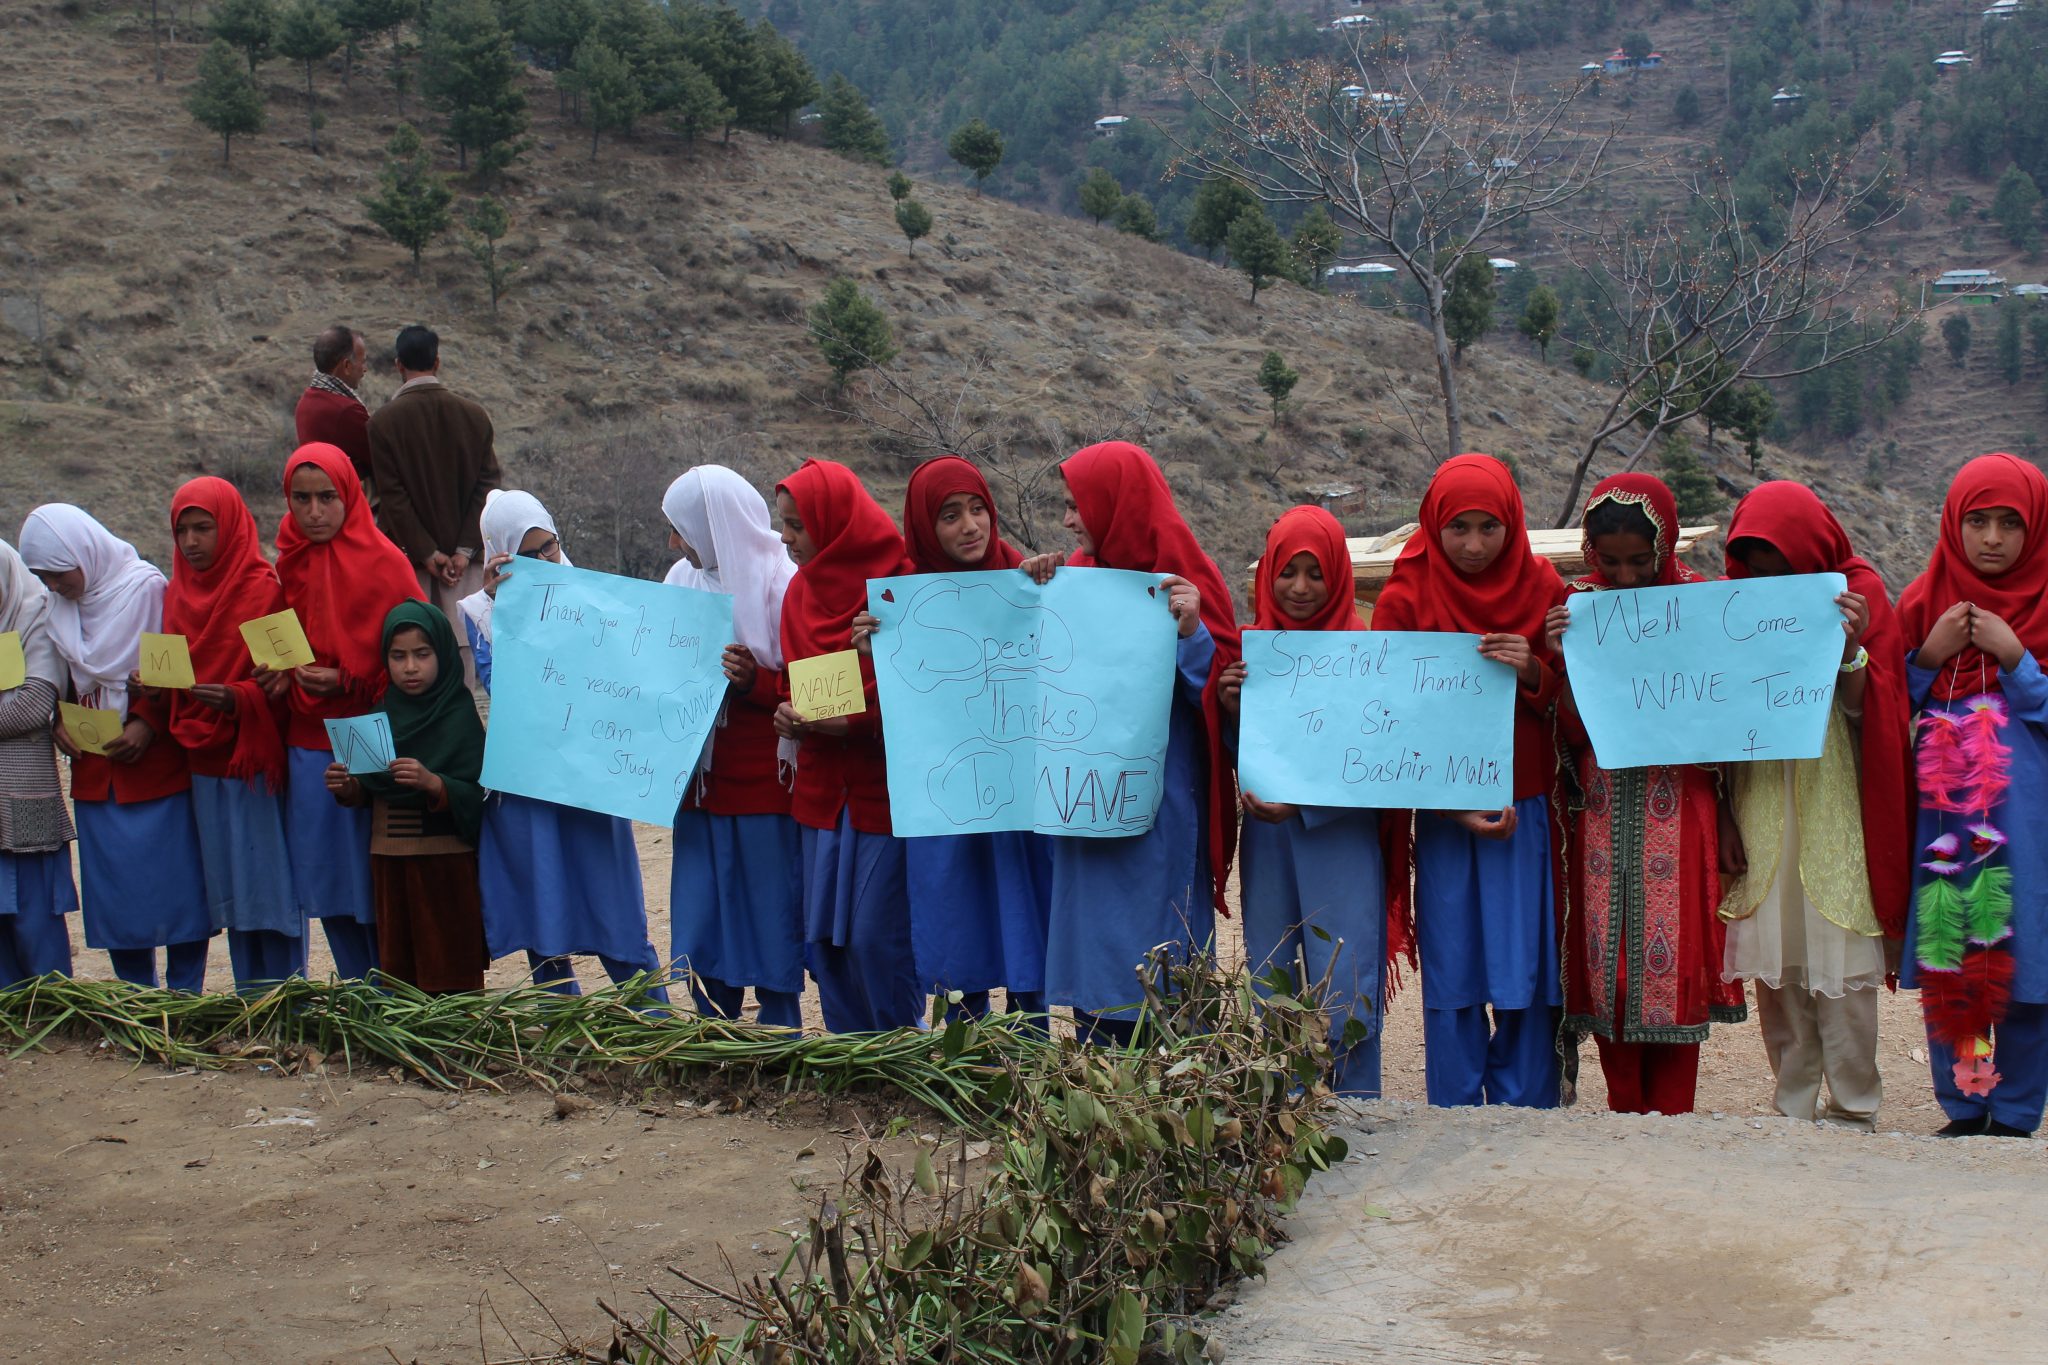 O
M
E
W
Thank you for being
the reason
I can
Study
WAVE
WAVE
Team
Special
Thnks
To WAVE
Special Thanks
To Sir
Bashir Malik
Well Come
WAVE Team